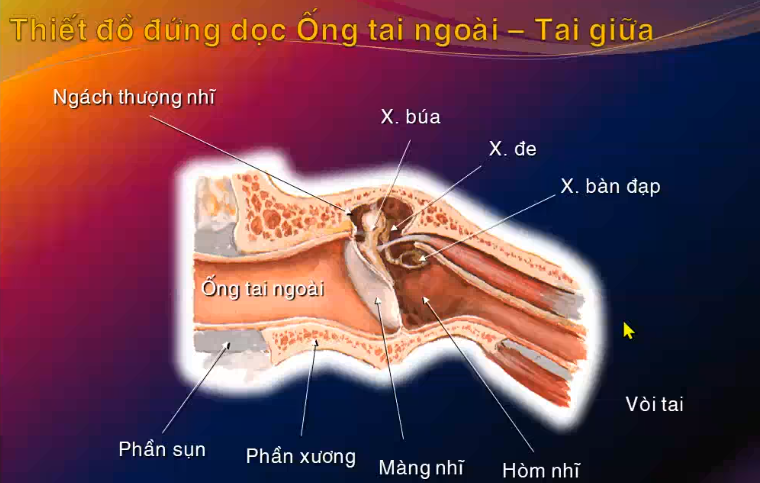 Thiết đồ đứng dọc Ống tai ngoài – Tai giữa
Ngách thượng nhĩ
X. búa
X. đe
X. bàn đạp
Ống tai ngoài
Vòi tai
Phần sụn
Phần xương
Màng nhĩ
Hòm nhĩ